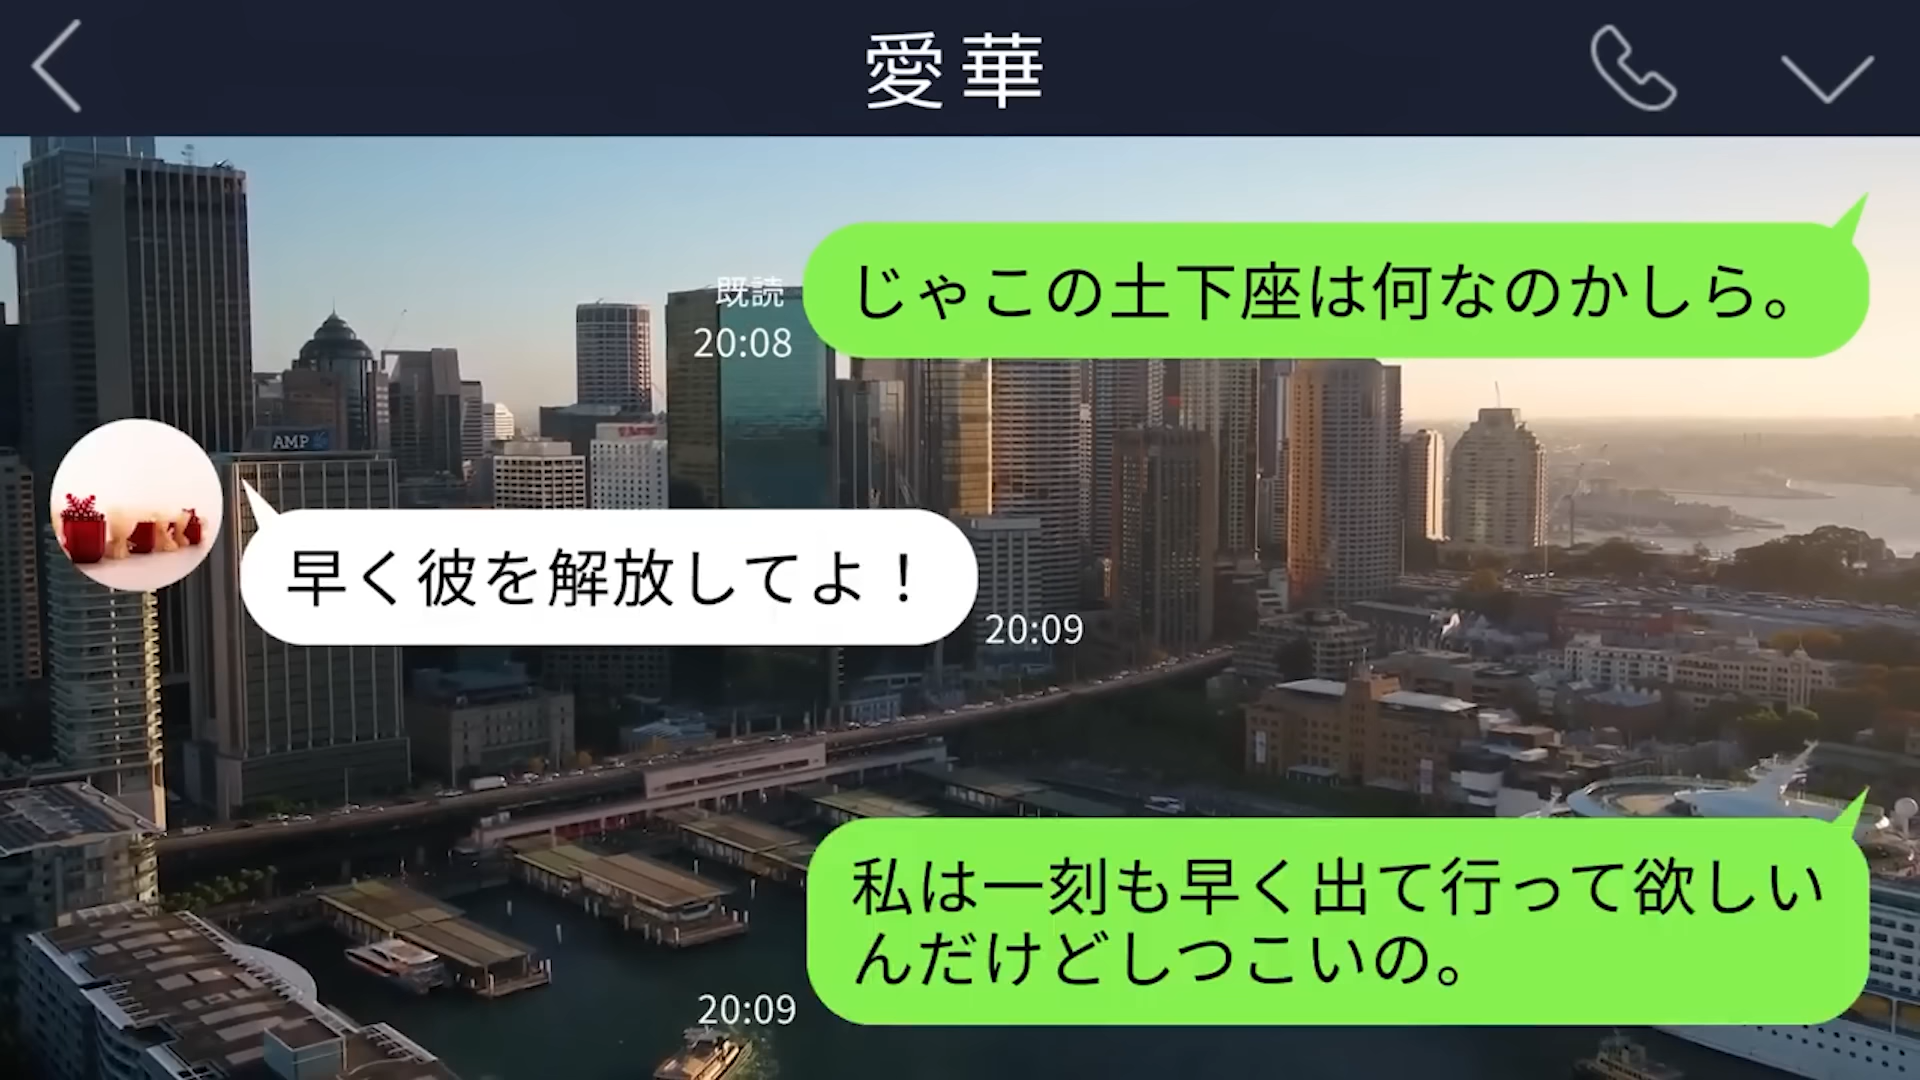 愛華
じゃこの土下座は何なのかしら。
既読
20:08
AMP
早く彼を解放してよ！
20:09
私は一刻も早く出て行って欲しい
んだけどしつこいの。
20:09